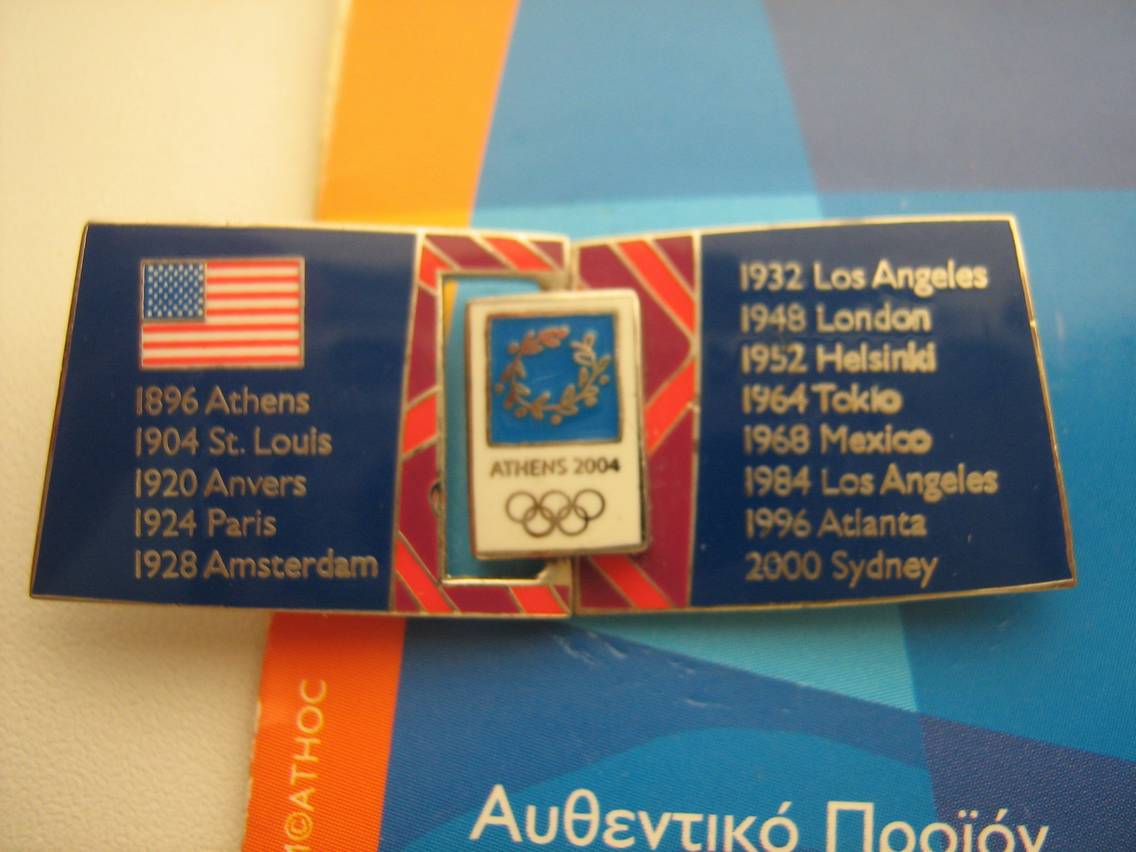 1896 Athens
1904 St. Louis
1920 Anvers
1924 Paris
1928 Amsterdam
ATHENS 2004
1932 Los Angeles
1948 London
1952 Helsinki
1964 Tokio
1968 Mexico
1984 Los Angeles
1996 Atlanta
2000 Sydney
©ATHOC
Αυθεντικό Προϊόν